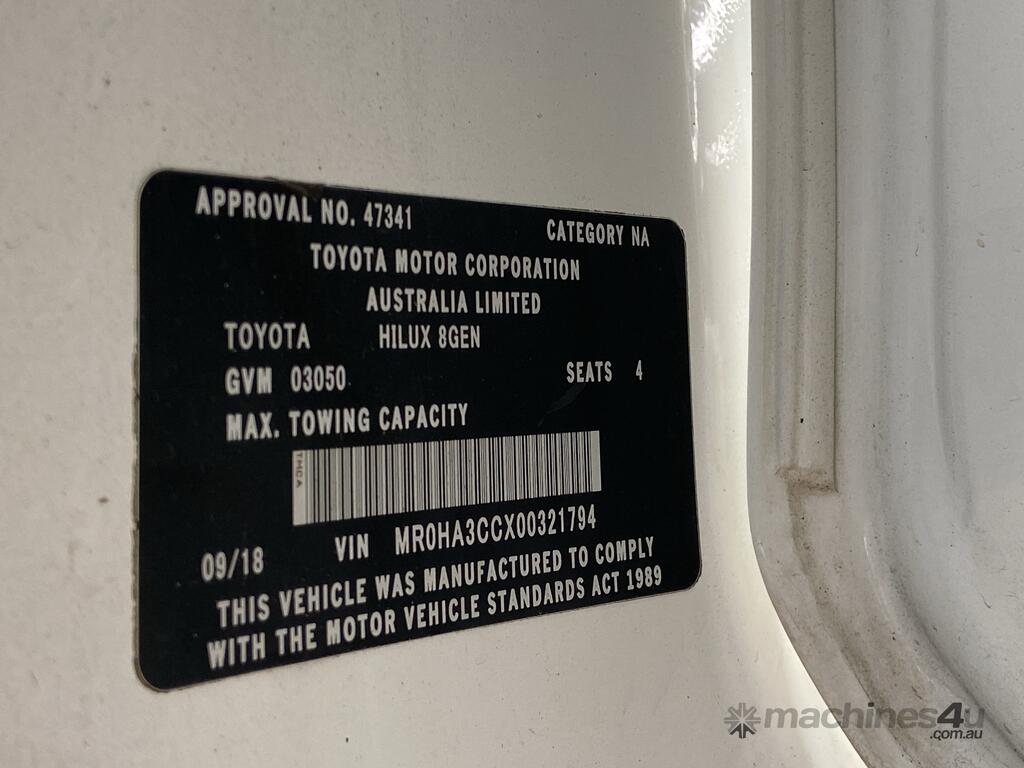 APPROVAL NO. 47341 CATEGORY NA
TOYOTA MOTOR CORPORATION
AUSTRALIA LIMITED
TOYOTA HILUX 8GEN
GVM 03050 SEATS 4
MAX. TOWING CAPACITY
TMCA
09/18 VIN MR0HA3CCX00321794
THIS VEHICLE WAS MANUFACTURED TO COMPLY
WITH THE MOTOR VEHICLE STANDARDS ACT 1989
machines4u
.com.au